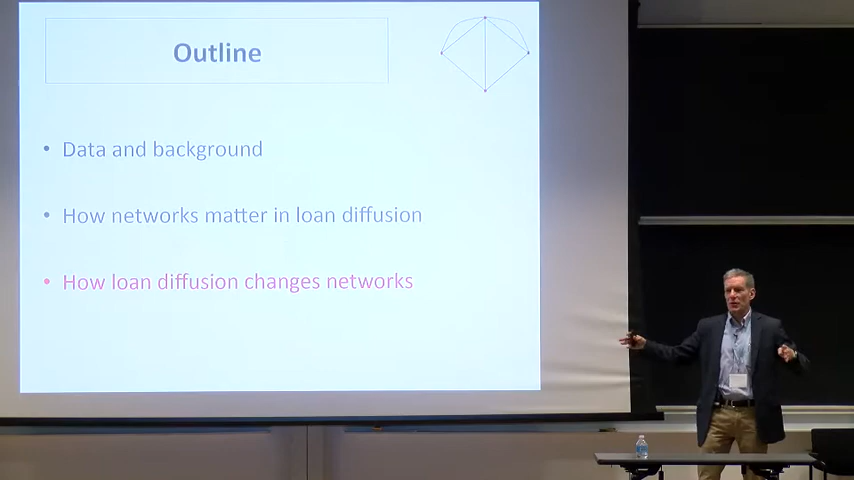 Outline
• Data and background
• How networks matter in loan diffusion
• How loan diffusion changes networks